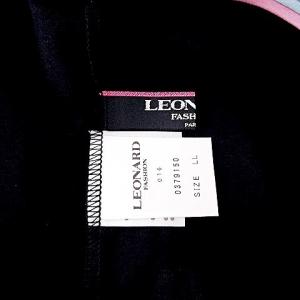 LEON
FASH
PAR
LEONARD
FASHION
016
0379150
SIZE LL